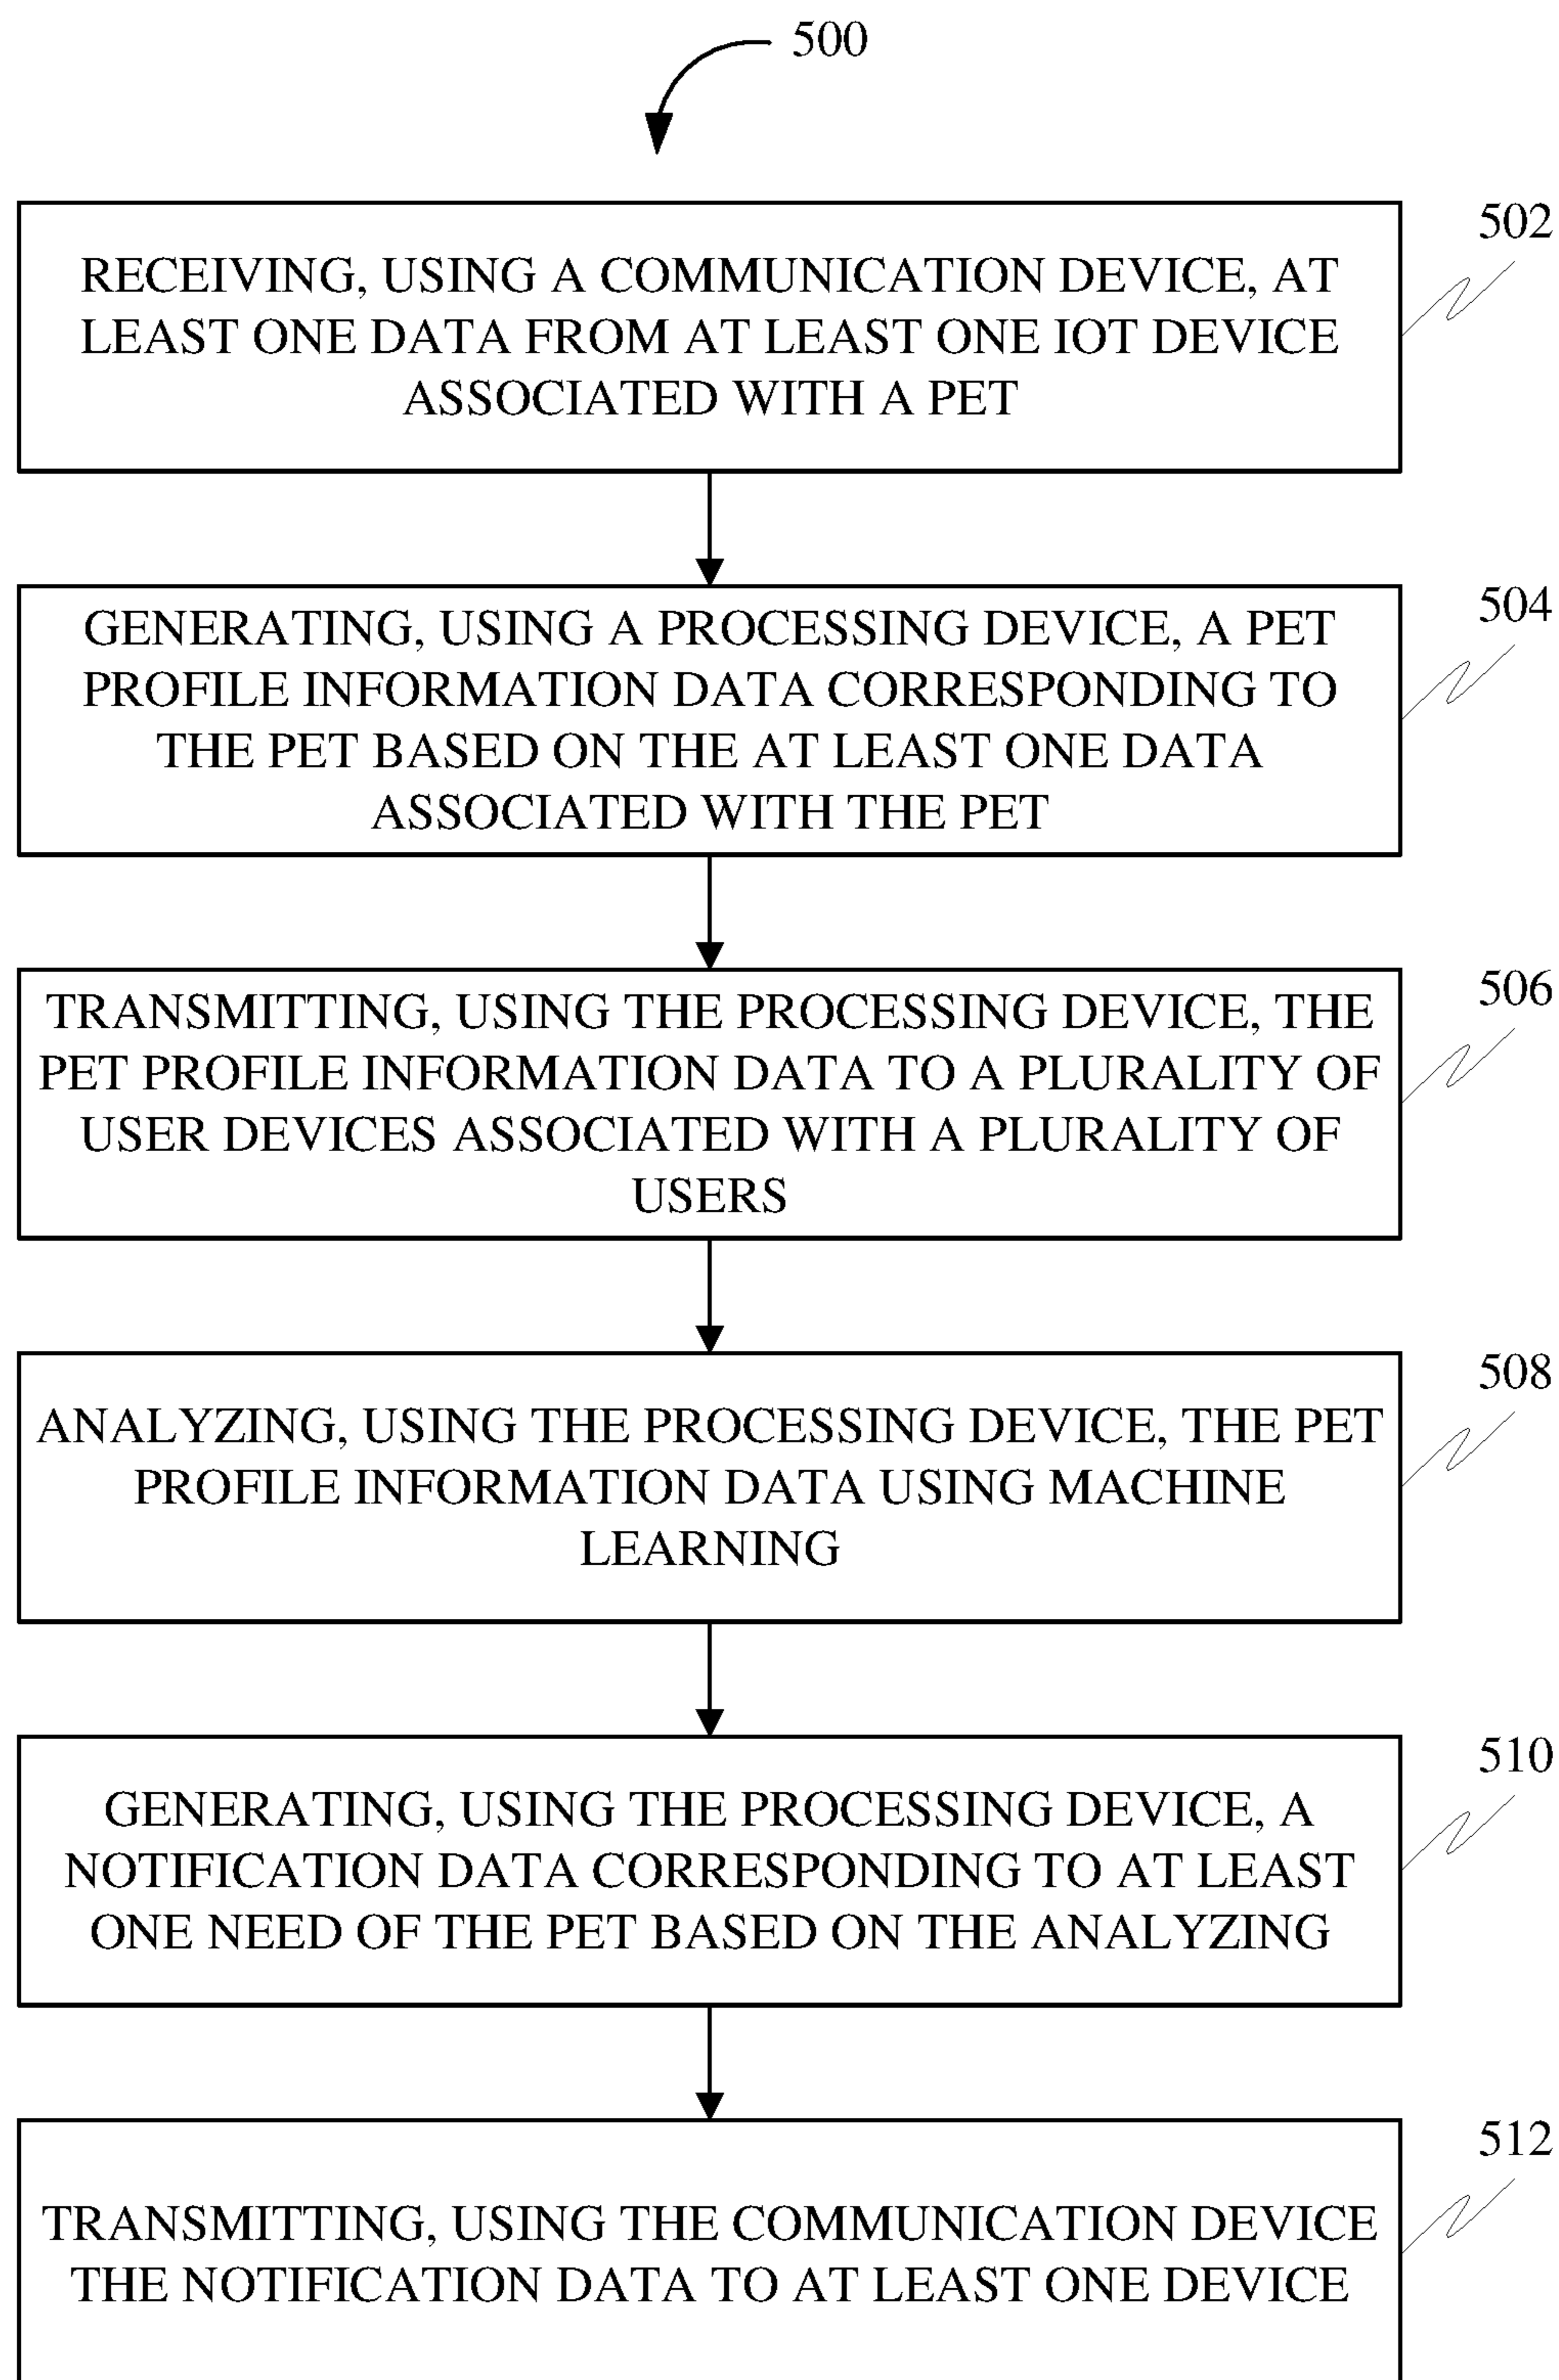 500
502
RECEIVING, USING A COMMUNICATION DEVICE, AT
LEAST ONE DATA FROM AT LEAST ONE IOT DEVICE
ASSOCIATED WITH A PET
504
GENERATING, USING A PROCESSING DEVICE, A PET
PROFILE INFORMATION DATA CORRESPONDING TO
THE PET BASED ON THE AT LEAST ONE DATA
ASSOCIATED WITH THE PET
506
TRANSMITTING, USING THE PROCESSING DEVICE, THE
PET PROFILE INFORMATION DATA TO A PLURALITY OF
USER DEVICES ASSOCIATED WITH A PLURALITY OF
USERS
508
ANALYZING, USING THE PROCESSING DEVICE, THE PET
PROFILE INFORMATION DATA USING MACHINE
LEARNING
510
GENERATING, USING THE PROCESSING DEVICE, A
NOTIFICATION DATA CORRESPONDING TO AT LEAST
ONE NEED OF THE PET BASED ON THE ANALYZING
512
TRANSMITTING, USING THE COMMUNICATION DEVICE
THE NOTIFICATION DATA TO AT LEAST ONE DEVICE